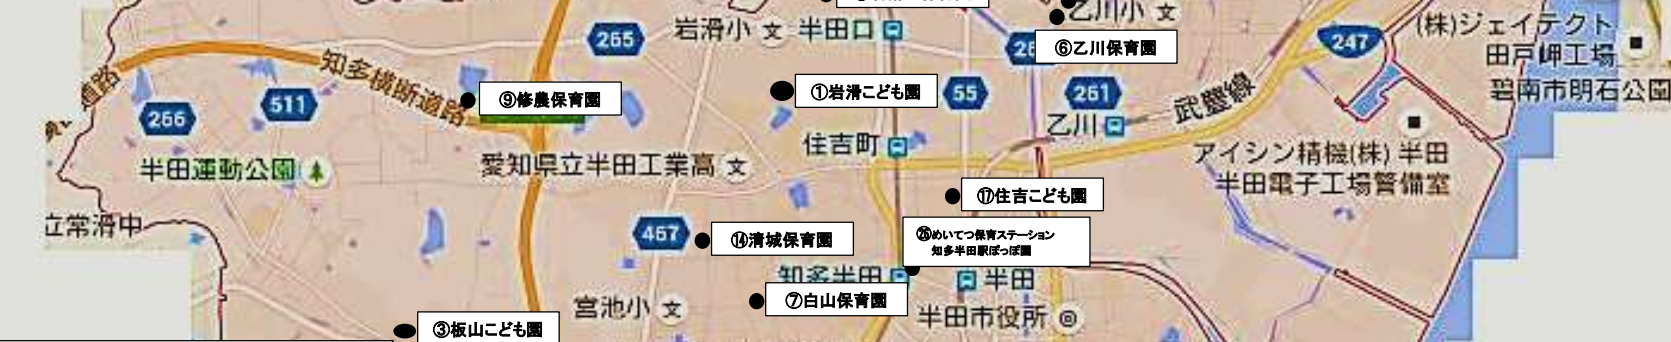 乙川小
岩滑小
半田口
265
⑥乙川保育園
247
(株)ジェイテクト
田戸岬工場
碧南市明石公園
知多横断道路
⑨修農保育園
①岩滑こども園
55
261
武豊線
266
511
乙川
住吉町
半田運動公園
愛知県立半田工業高
アイシン精機(株) 半田
半田電子工場警備室
⑰住吉こども園
立常滑中
467
⑭清城保育園
めいてつ保育ステーション
知多半田駅ぽっぽ園
知多半田
半田
宮池小
⑦白山保育園
半田市役所
③板山こども園